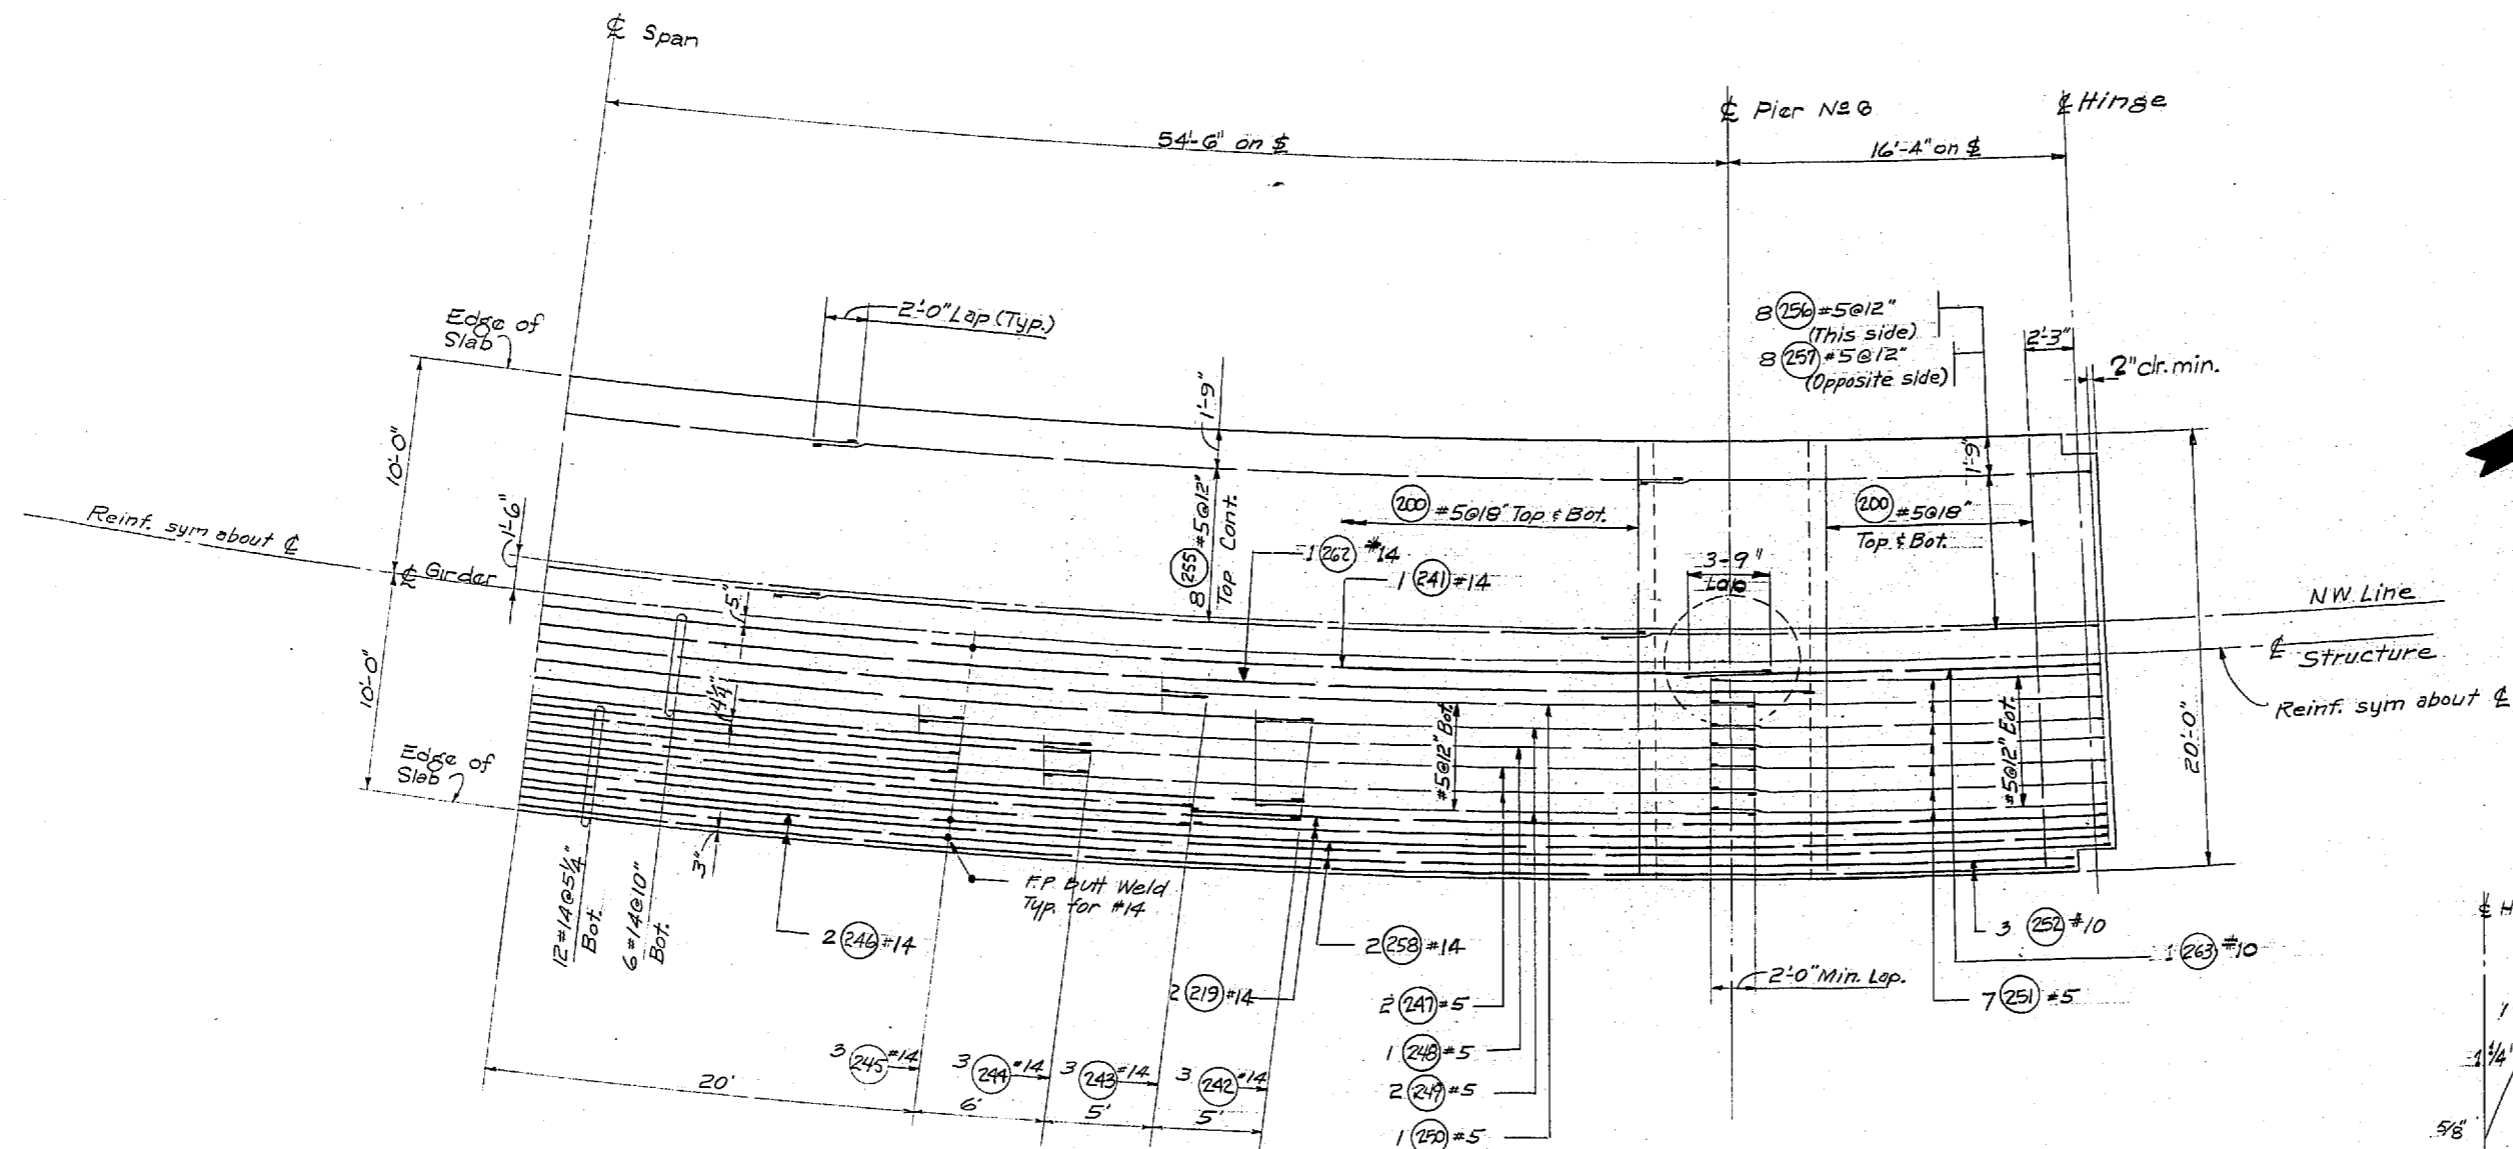 ℄ Span
54'-6" on ℄
℄ Pier № 6
16'-4" on ℄
℄ Hinge
Edge of
Slab
2'-0" Lap (Typ.)
8 (256) #5@12"
(This side)
8 (257) #5@12"
(Opposite side)
2'-3"
2" clr. min.
10'-0"
1'-9"
1'-9"
Reinf. sym about ℄
1'-6"
℄ Girder
8 (255) #5@12"
Top Cont.
(200) #5@18" Top & Bot.
(200) #5@18"
Top & Bot.
1 (262) #14
1 (241) #14
3-9"
Lap
5"
4¼"
NW Line
℄ Structure
Reinf. sym about ℄
10'-0"
Edge of
Slab
#5@12" Bot.
#5@12" Bot.
20'-0"
3"
12 #14@5¼"
Bot.
6 #14@10"
Bot.
F.P. Butt Weld
Typ. for #14
2 (246) #14
2 (258) #14
3 (252) #10
1 (263) #10
2 (219) #14
2'-0" Min. Lap.
2 (247) #5
7 (251) #5
1 (248) #5
2 (249) #5
1 (250) #5
3 (245) #14
3 (244) #14
3 (243) #14
3 (242) #14
20'
6'
5'
5'
℄ H
1
1¼"
5/8"